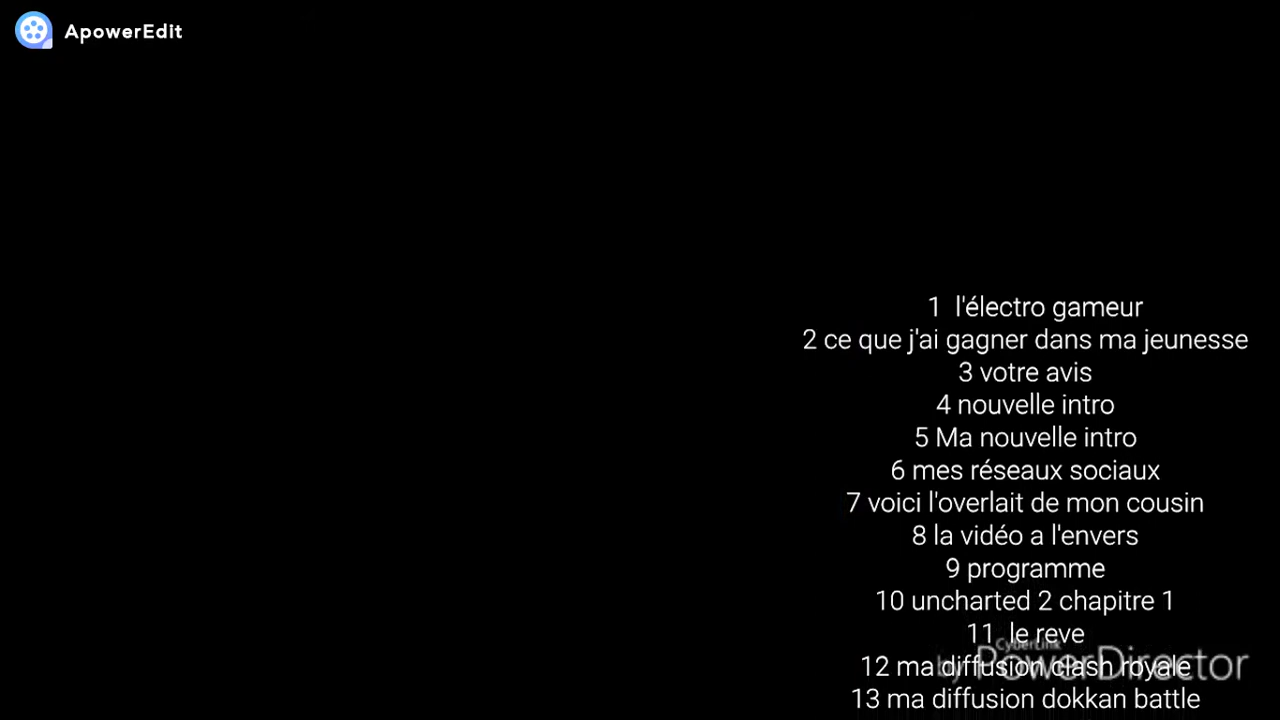 ApowerEdit
1 l'électro gameur
2 ce que j'ai gagner dans ma jeunesse
3 votre avis
4 nouvelle intro
5 Ma nouvelle intro
6 mes réseaux sociaux
7 voici l'overlait de mon cousin
8 la vidéo a l'envers
9 programme
10 uncharted 2 chapitre 1
11 le reve
CyberLink
by PowerDirector
12 ma diffusion clash royale
13 ma diffusion dokkan battle